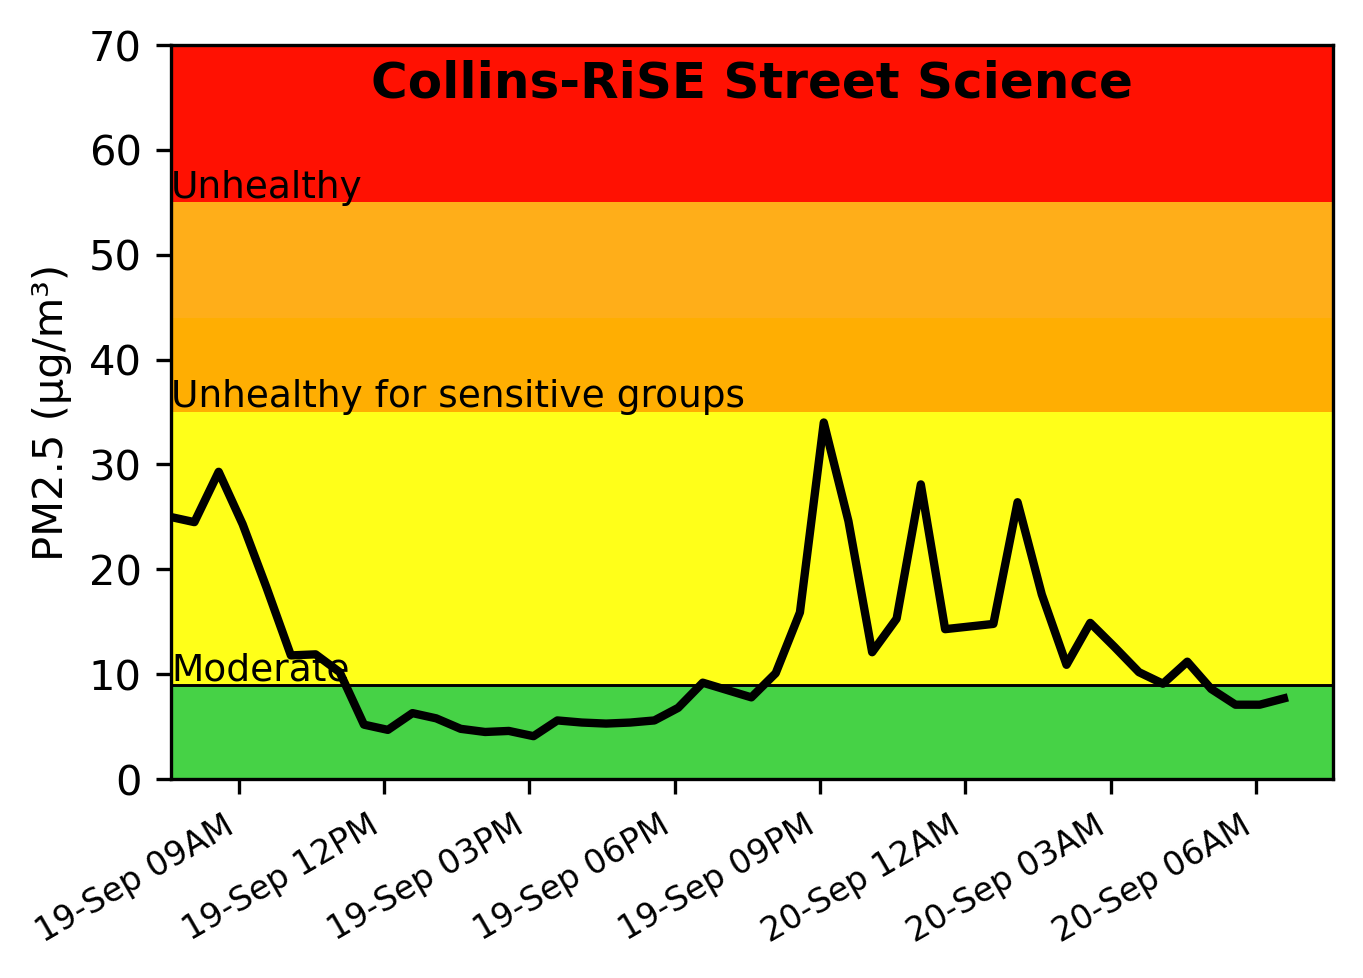 Collins-RiSE Street Science
70
60
Unhealthy
50
40
Unhealthy for sensitive groups
30
20
Moderate
10
0
PM2.5 (µg/m³)
19-Sep 09AM
19-Sep 12PM
19-Sep 03PM
19-Sep 06PM
19-Sep 09PM
20-Sep 12AM
20-Sep 03AM
20-Sep 06AM